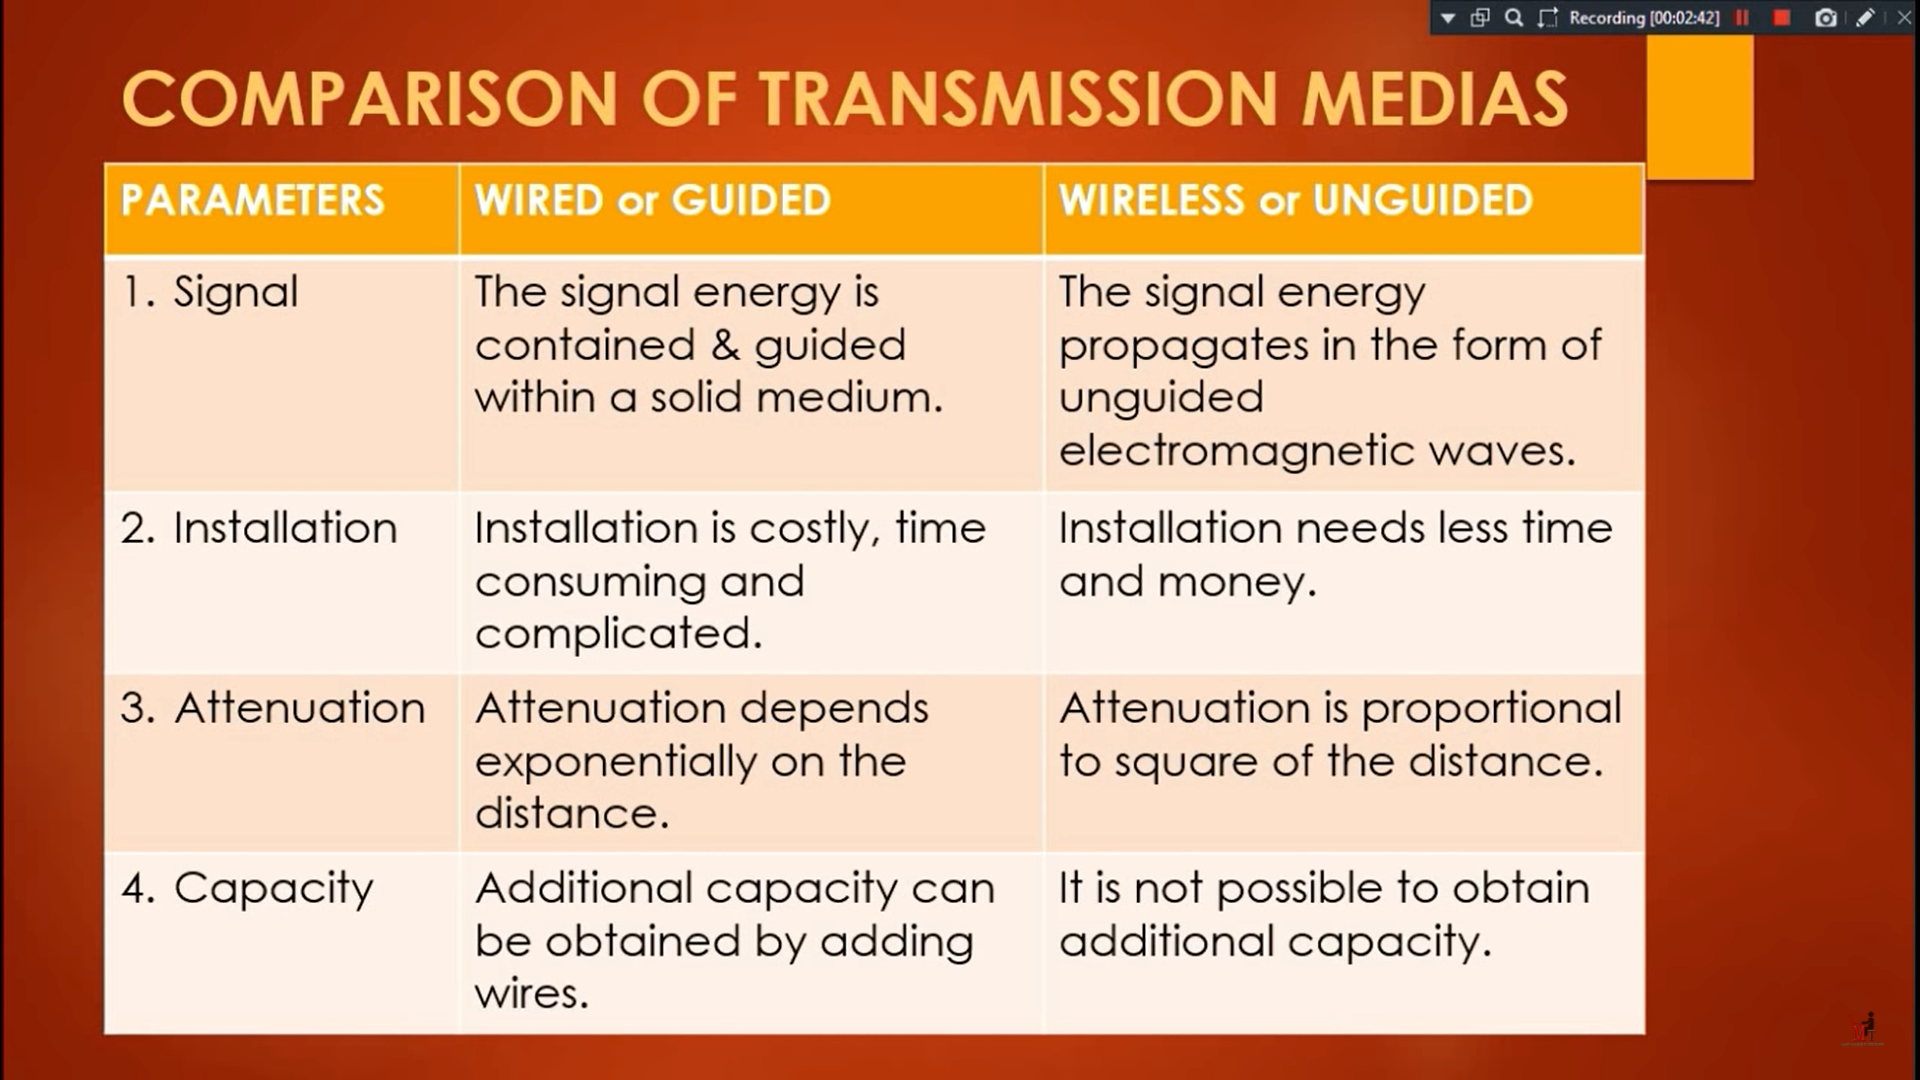 Recording [00:02:42]
COMPARISON OF TRANSMISSION MEDIAS
PARAMETERS
WIRED or GUIDED
WIRELESS or UNGUIDED
1. Signal
The signal energy is
contained & guided
within a solid medium.
The signal energy
propagates in the form of
unguided
electromagnetic waves.
2. Installation
Installation is costly, time
consuming and
complicated.
Installation needs less time
and money.
3. Attenuation
Attenuation depends
exponentially on the
distance.
Attenuation is proportional
to square of the distance.
4. Capacity
Additional capacity can
be obtained by adding
wires.
It is not possible to obtain
additional capacity.